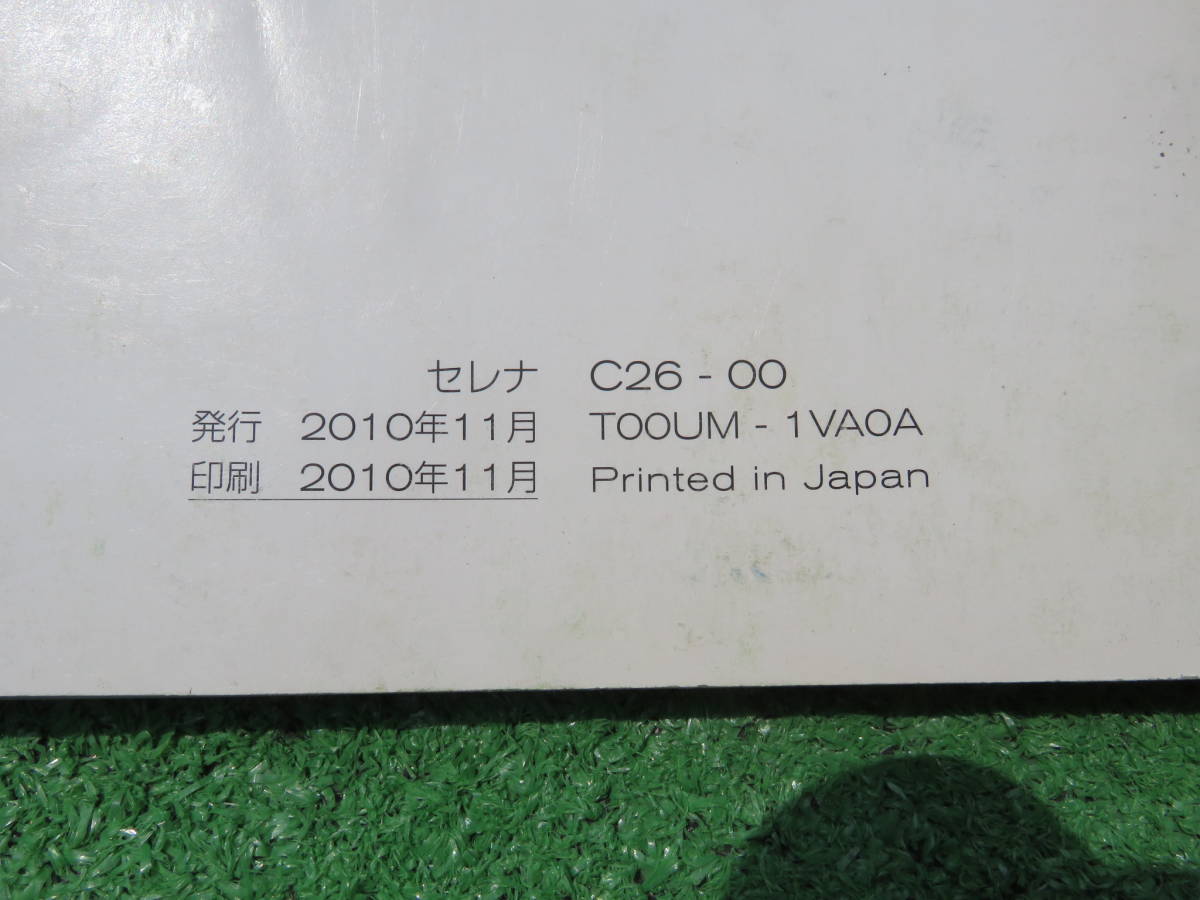 セレナ C26 - 00
発行 2010年11月 T00UM - 1VA0A
印刷 2010年11月 Printed in Japan